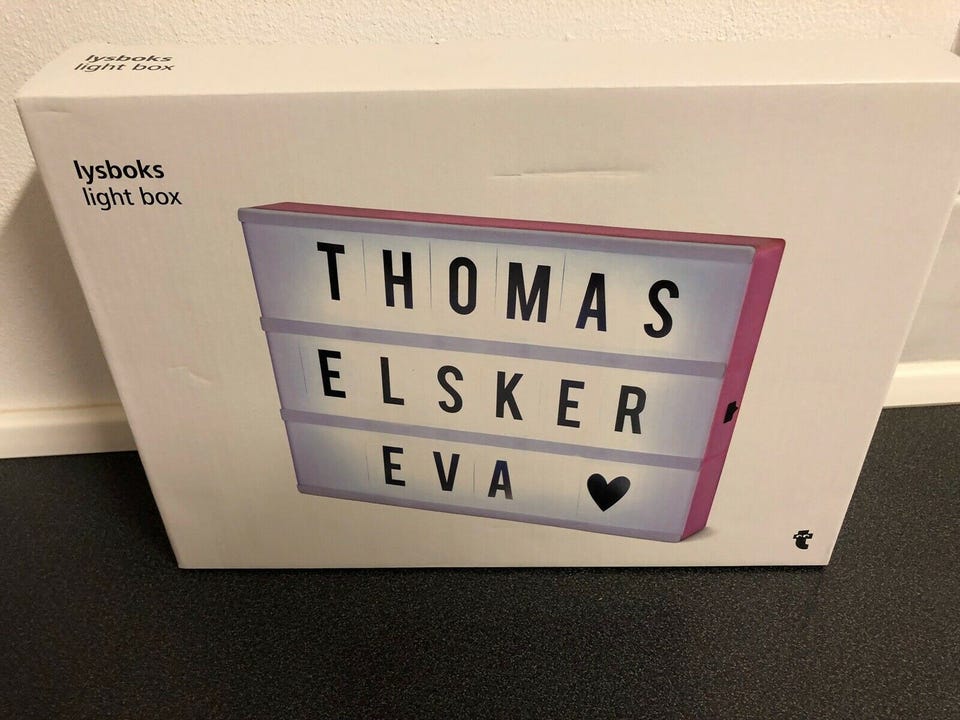 lysboks
light box
lysboks
light box
THOMAS
ELSKER
EVA ♥